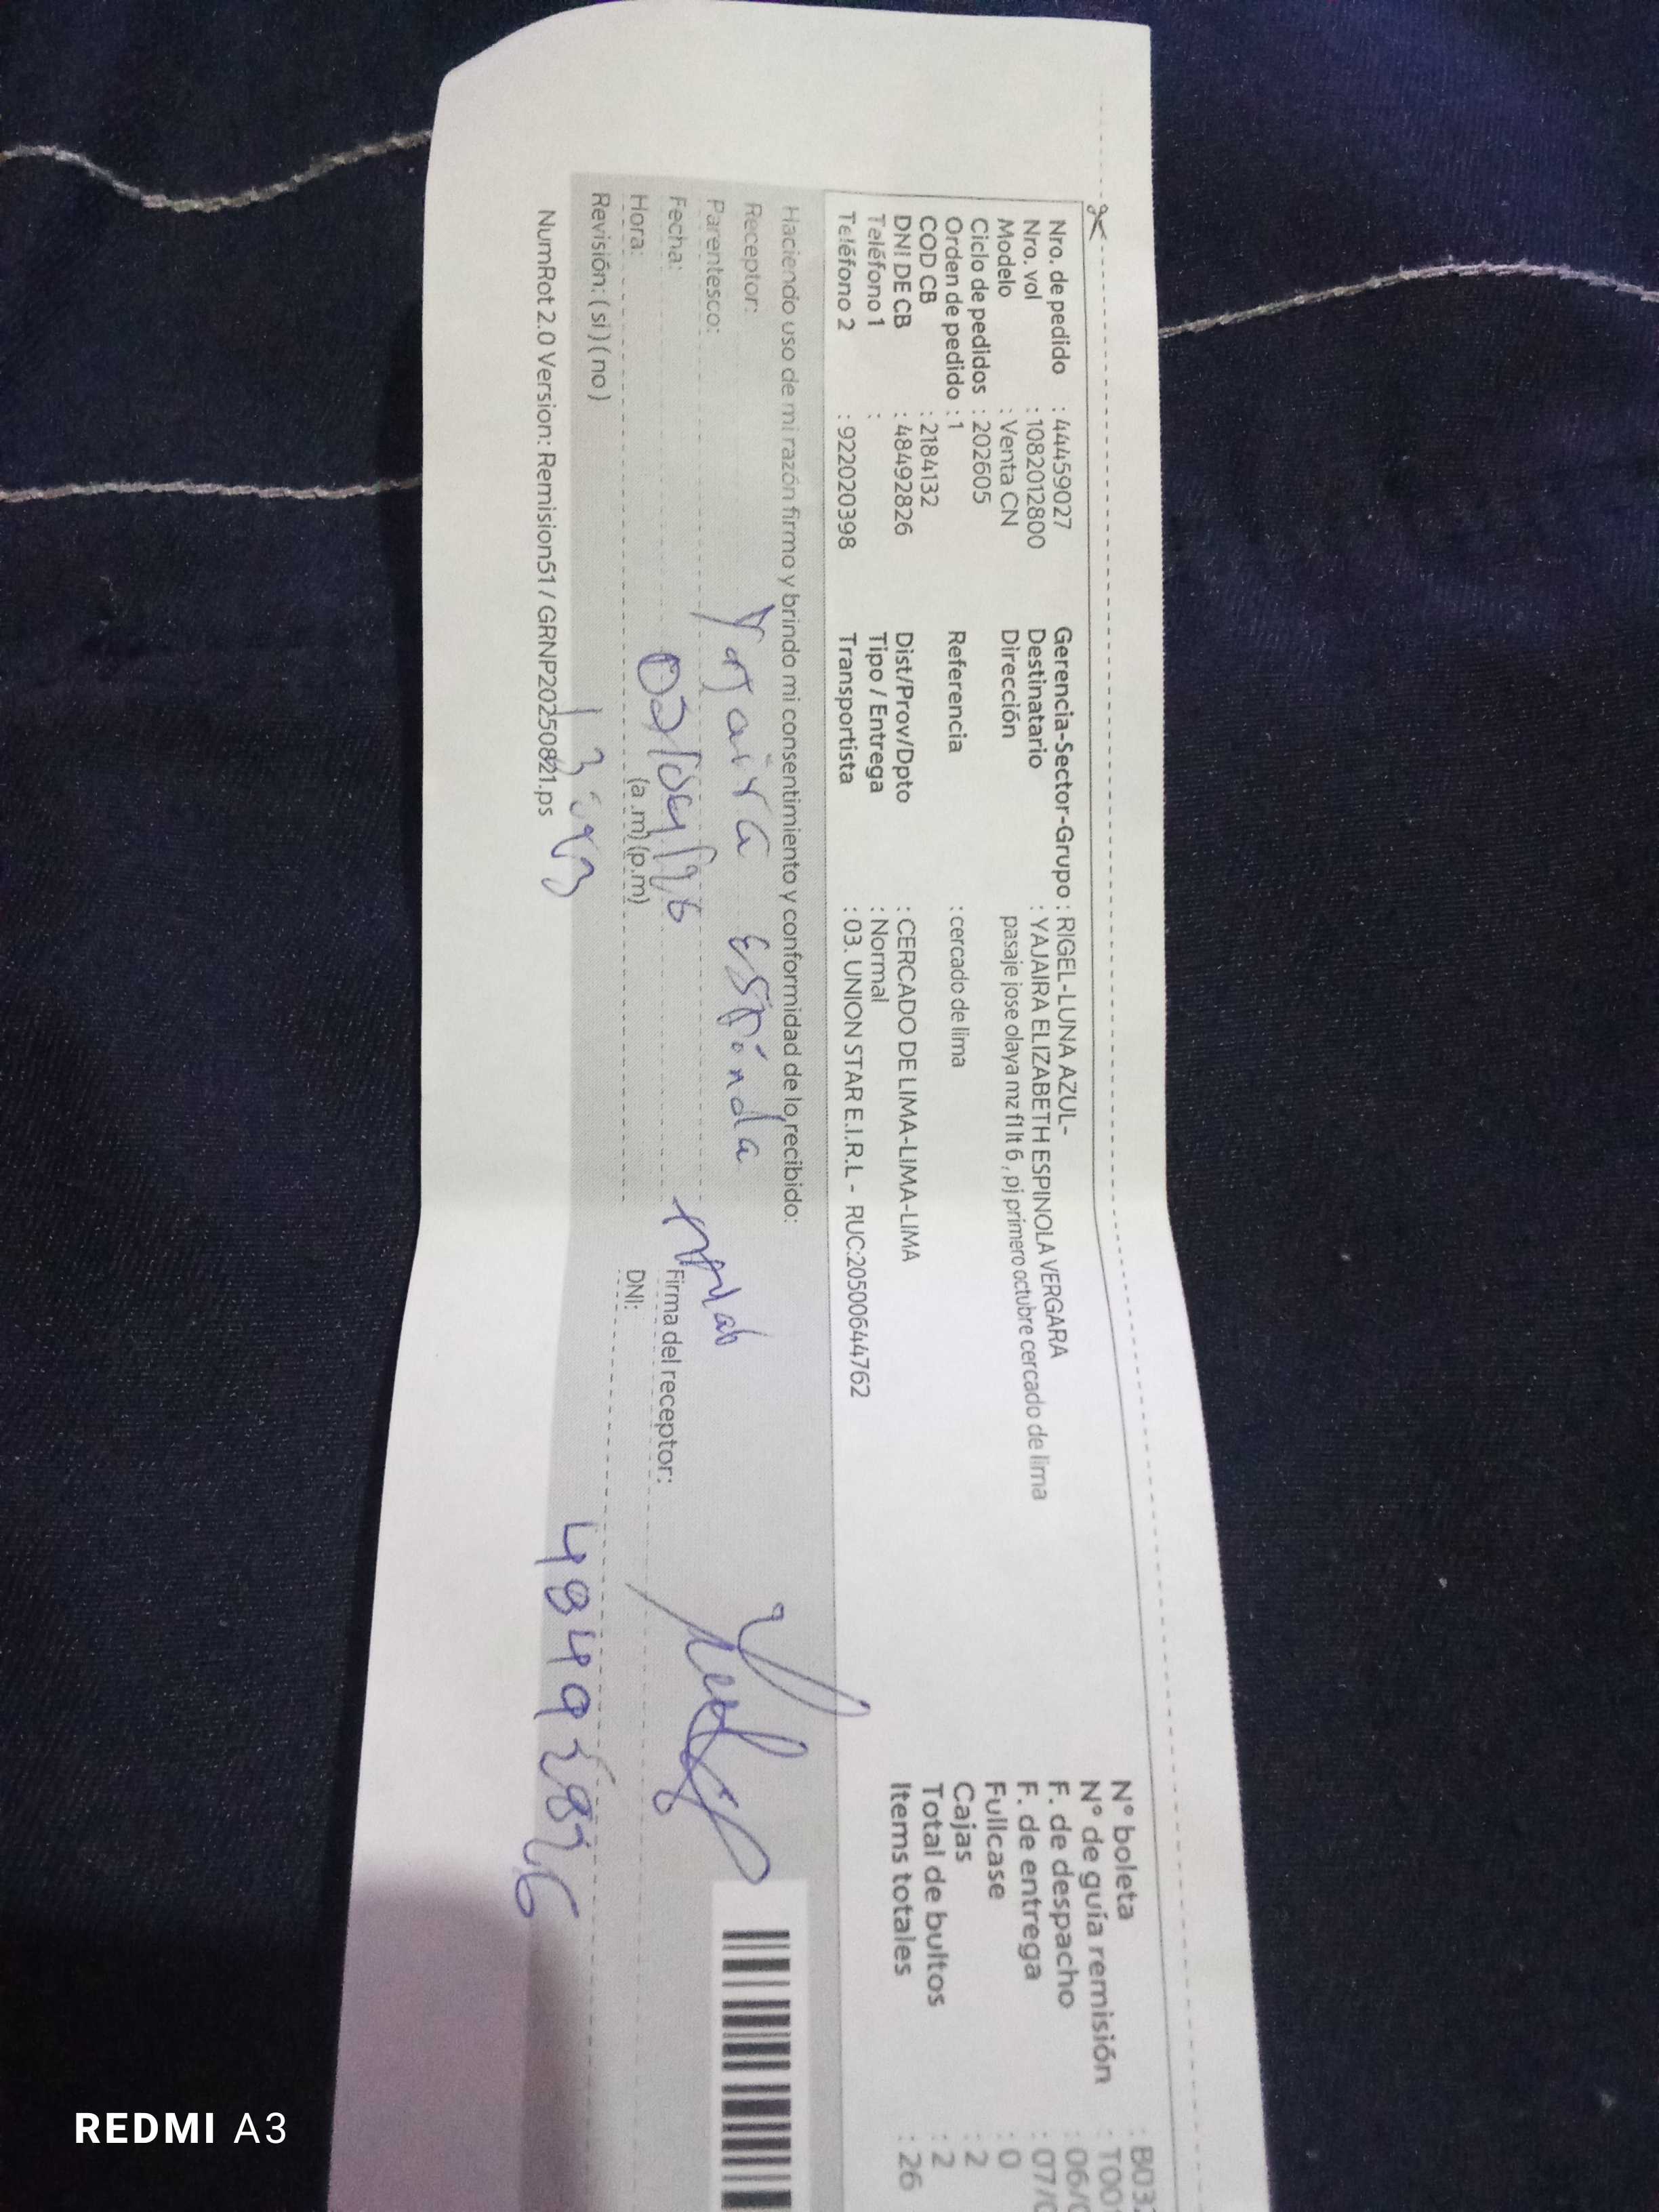 Nro. de pedido : 44459027
Nro. vol : 1082012800
Modelo : Venta CN
Ciclo de pedidos : 202605
Orden de pedido : 1
COD CB : 2184132
DNI DE CB : 48492826
Teléfono 1 :
Teléfono 2 : 922020398
Gerencia-Sector-Grupo : RIGEL-LUNA AZUL-
Destinatario : YAJAIRA ELIZABETH ESPINOLA VERGARA
Dirección pasaje jose olaya mz f1 lt 6 , pj primero octubre cercado de lima
Referencia : cercado de lima
Dist/Prov/Dpto : CERCADO DE LIMA-LIMA-LIMA
Tipo / Entrega : Normal
Transportista : 03. UNION STAR E.I.R.L - RUC:20500644762
N° boleta : B032
N° de guía remisión : T001
F. de despacho : 06/0
F. de entrega : 07/0
Fullcase : 0
Cajas : 2
Total de bultos : 2
Items totales : 26
Haciendo uso de mi razón firmo y brindo mi consentimiento y conformidad de lo recibido:
Receptor: Yajaira
Parentesco:
Fecha:
Hora: (a.m) (p.m)
Revisión: ( si ) ( no )
Firma del receptor:
DNI: 48492826
NumRot 2.0 Version: Remision51 / GRNP20250821.ps
REDMI A3